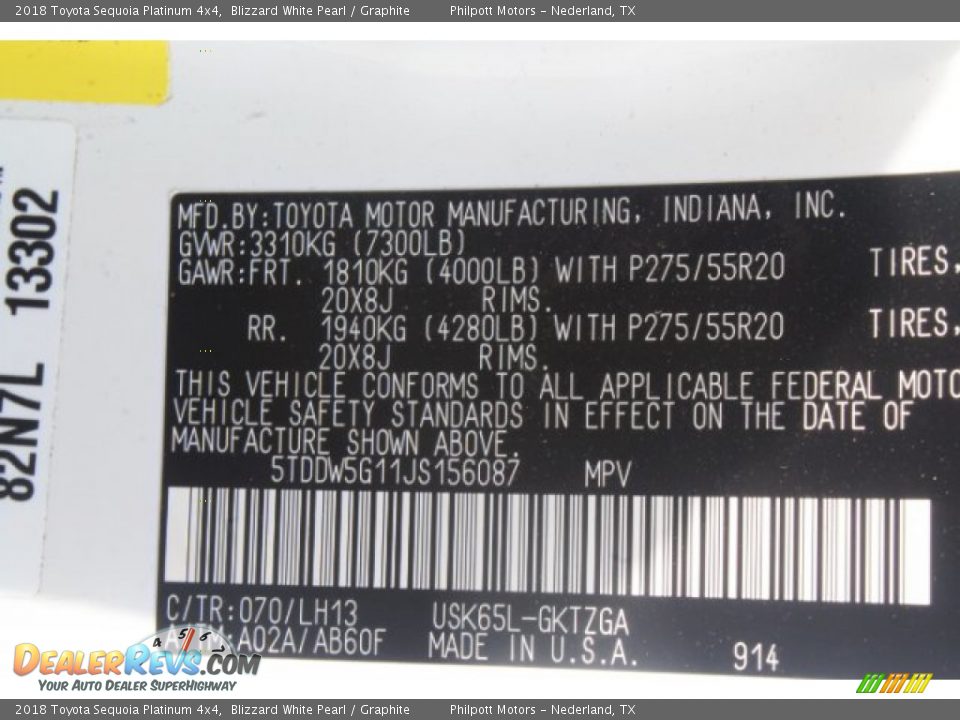 2018 Toyota Sequoia Platinum 4x4, Blizzard White Pearl / Graphite Philpott Motors - Nederland, TX
82N7L 13302
MFD.BY:TOYOTA MOTOR MANUFACTURING, INDIANA, INC.
GVWR:3310KG (7300LB)
GAWR:FRT. 1810KG (4000LB) WITH P275/55R20 TIRES,
20X8J RIMS.
RR. 1940KG (4280LB) WITH P275/55R20 TIRES,
20X8J RIMS.
THIS VEHICLE CONFORMS TO ALL APPLICABLE FEDERAL MOTO
VEHICLE SAFETY STANDARDS IN EFFECT ON THE DATE OF
MANUFACTURE SHOWN ABOVE.
5TDDW5G11JS156087 MPV
C/TR:070/LH13 USK65L-GKTZGA
A02A/AB60F MADE IN U.S.A. 914
4 5 6
DEALERREVS.COM
YOUR AUTO DEALER SUPERHIGHWAY
2018 Toyota Sequoia Platinum 4x4, Blizzard White Pearl / Graphite Philpott Motors - Nederland, TX